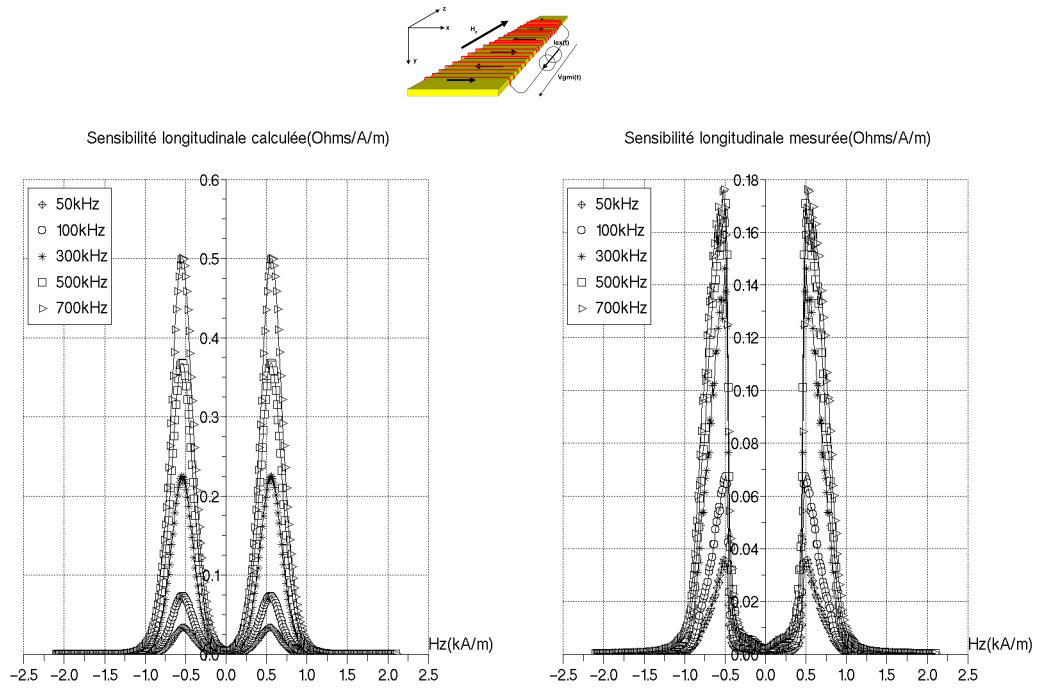 z
x
y
Hz
Iex(t)
Vgmi(t)
Sensibilité longitudinale calculée(Ohms/A/m)
0.6
0.5
0.4
0.3
0.2
0.1
0.0
50kHz
100kHz
300kHz
500kHz
700kHz
Hz(kA/m)
−2.5 −2.0 −1.5 −1.0 −0.5 0.0 0.5 1.0 1.5 2.0 2.5
Sensibilité longitudinale mesurée(Ohms/A/m)
0.18
0.16
0.14
0.12
0.10
0.08
0.06
0.04
0.02
0.00
50kHz
100kHz
300kHz
500kHz
700kHz
Hz(kA/m)
−2.5 −2.0 −1.5 −1.0 −0.5 0.0 0.5 1.0 1.5 2.0 2.5